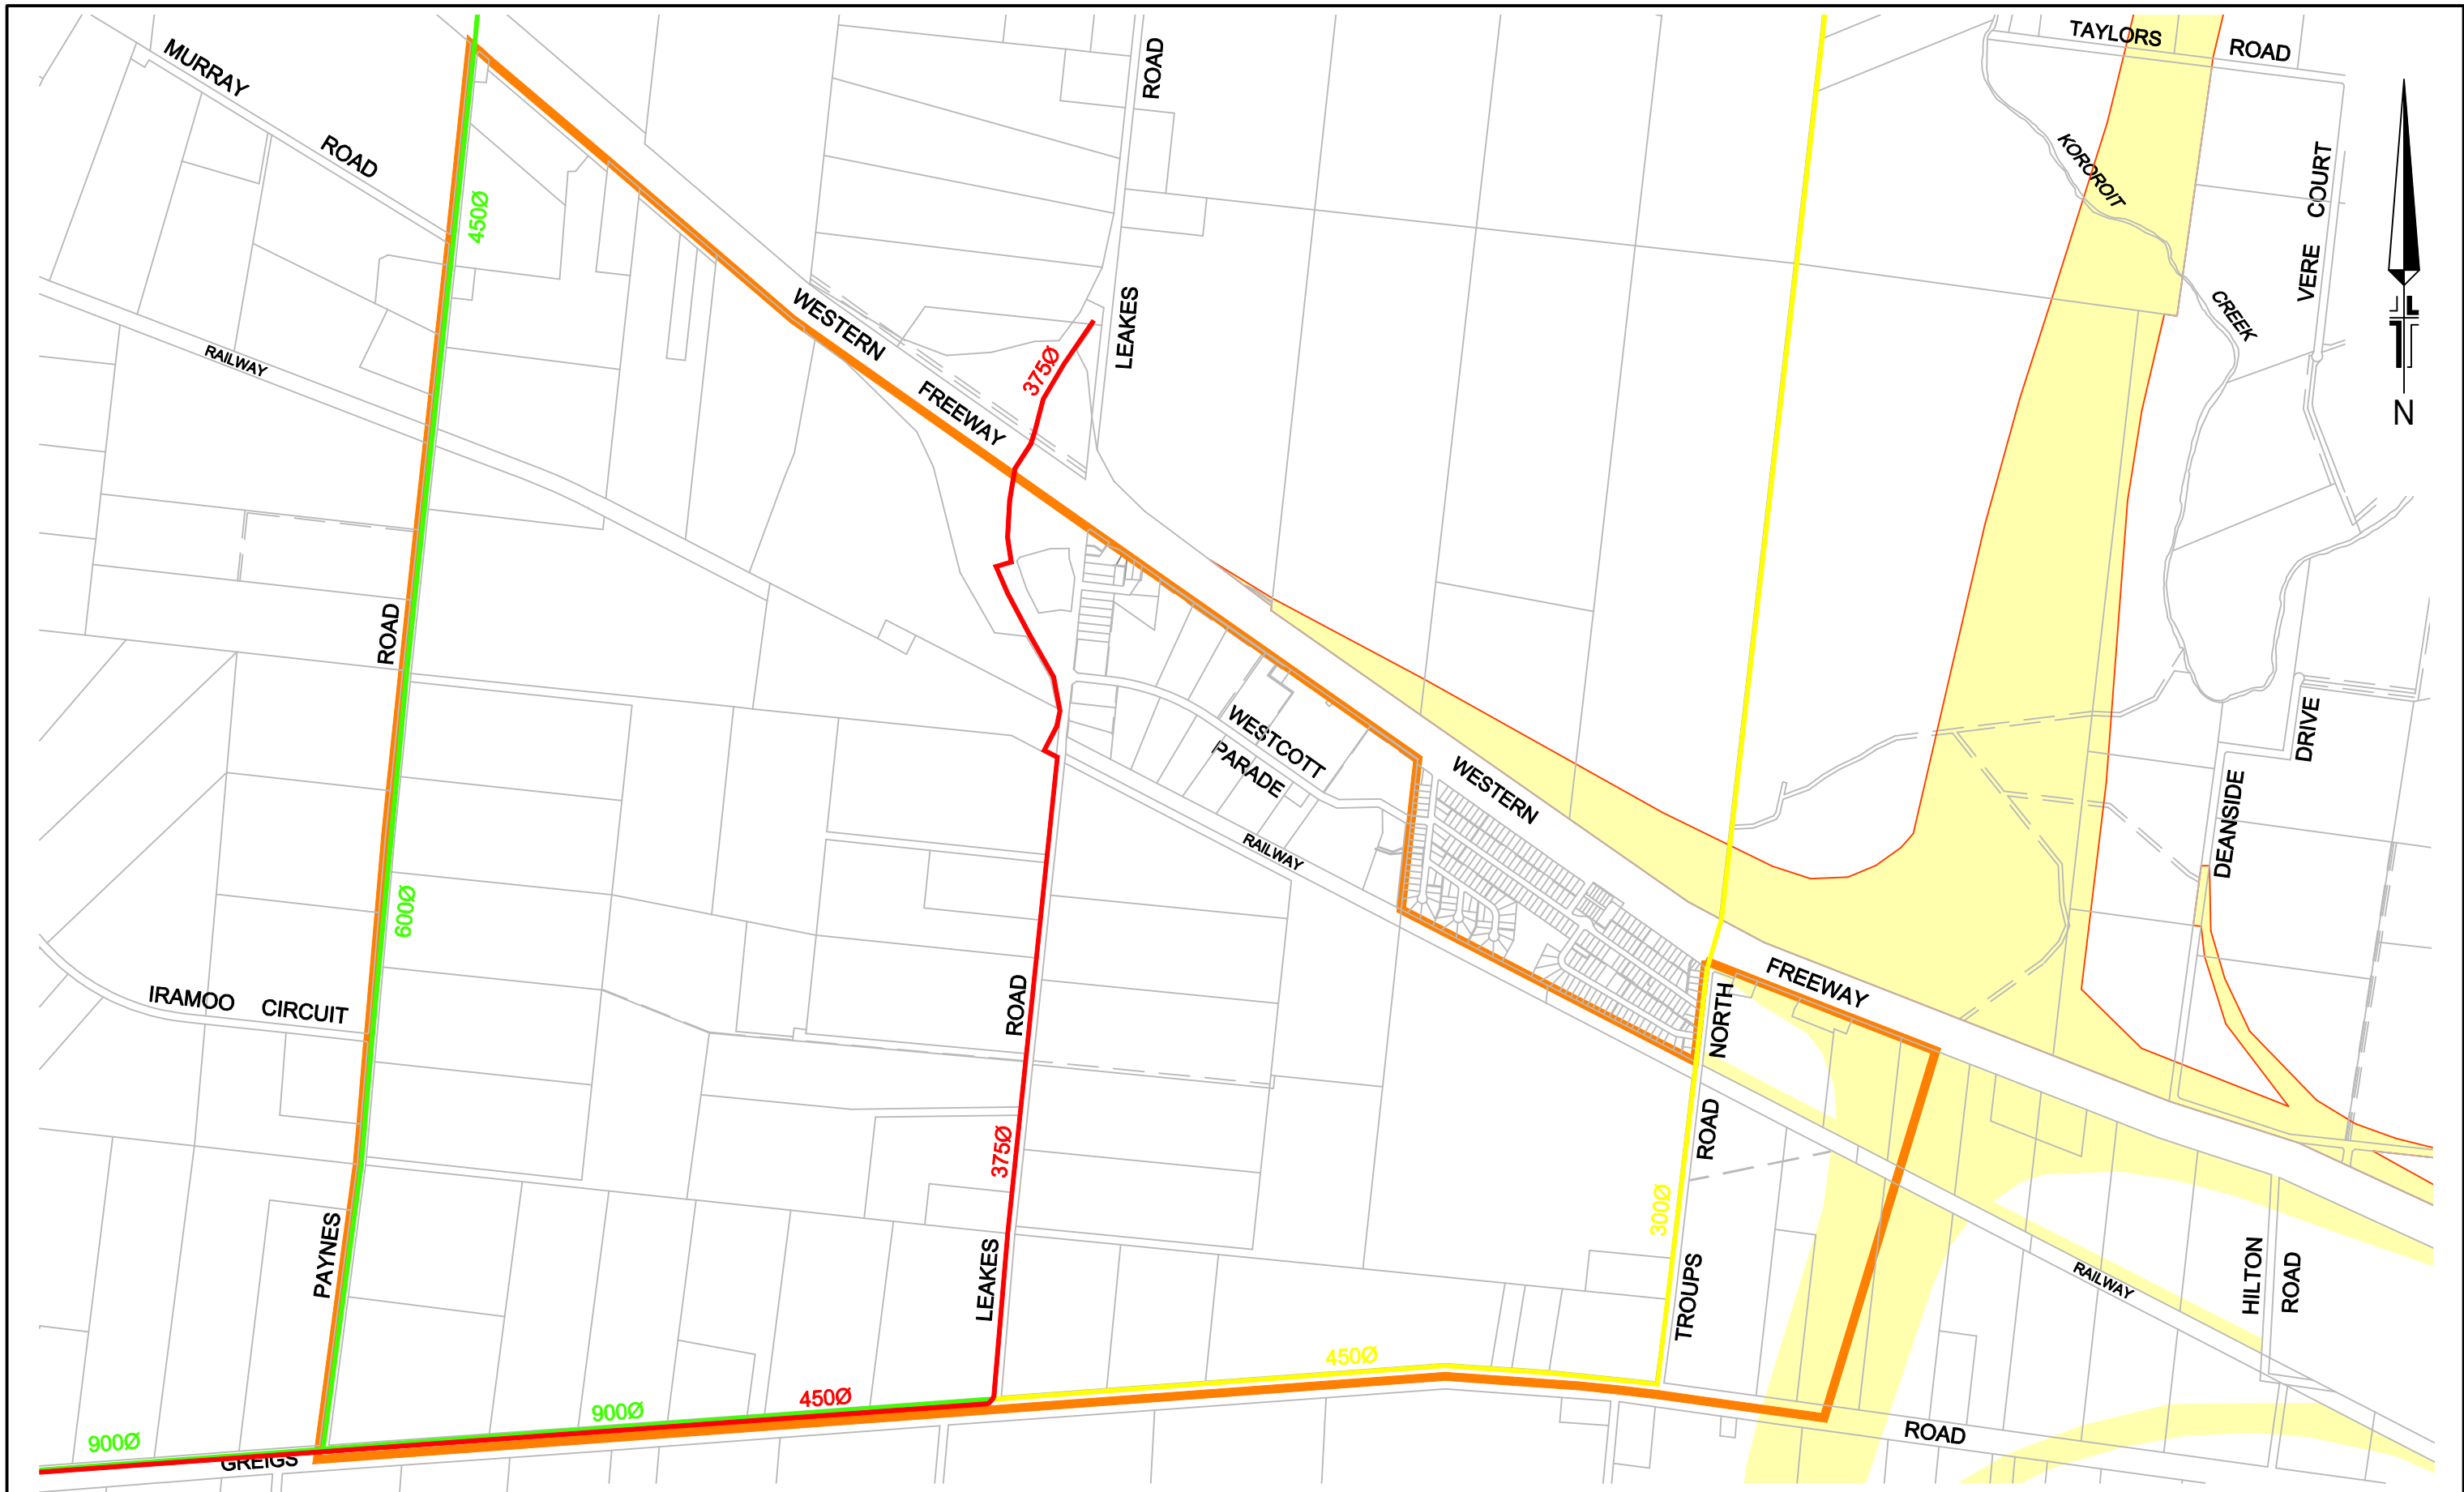 TAYLORS
ROAD
MURRAY
ROAD
ROAD
KOROROIT
CREEK
VERE COURT
450Ø
N
WESTERN
FREEWAY
LEAKES
375Ø
RAILWAY
ROAD
WESTCOTT
PARADE
WESTERN
FREEWAY
RAILWAY
DRIVE
DEANSIDE
600Ø
IRAMOO CIRCUIT
ROAD
NORTH
ROAD
375Ø
300Ø
PAYNES
LEAKES
TROUPS
HILTON
ROAD
RAILWAY
450Ø
450Ø
900Ø
900Ø
GREIGS
ROAD